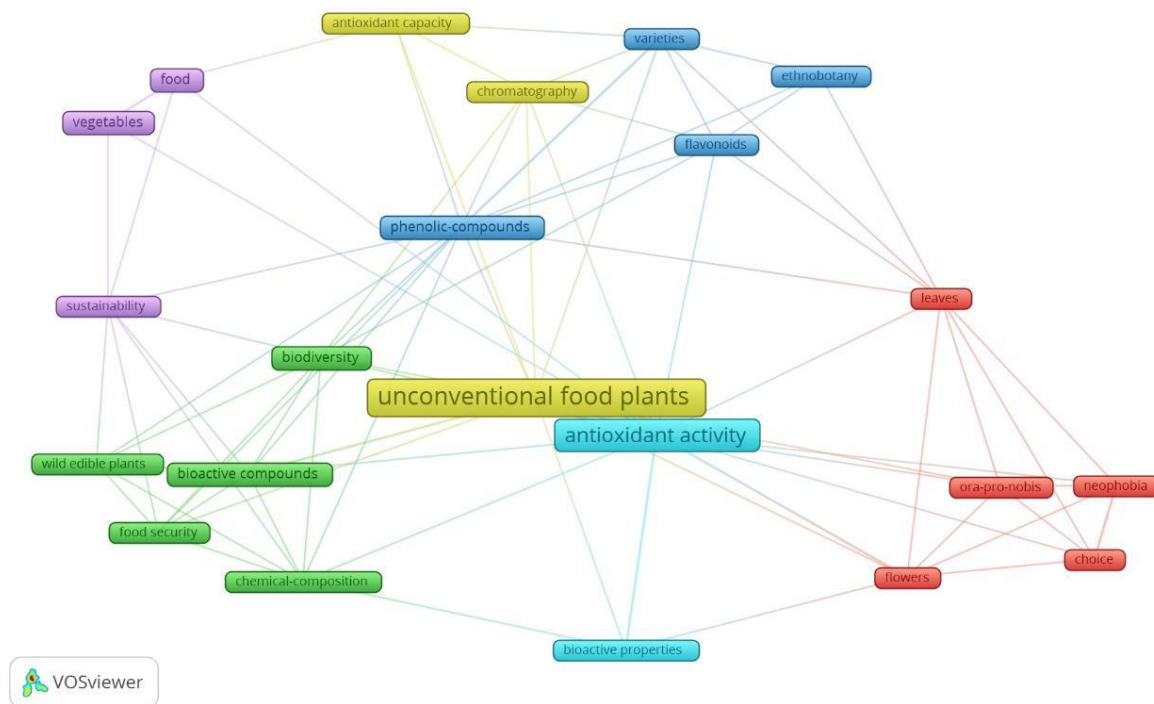 antioxidant capacity
varieties
food
ethnobotany
chromatography
vegetables
flavonoids
phenolic-compounds
sustainability
leaves
biodiversity
unconventional food plants
antioxidant activity
wild edible plants
bioactive compounds
ora-pro-nobis
neophobia
food security
choice
chemical-composition
flowers
bioactive properties
VOSviewer